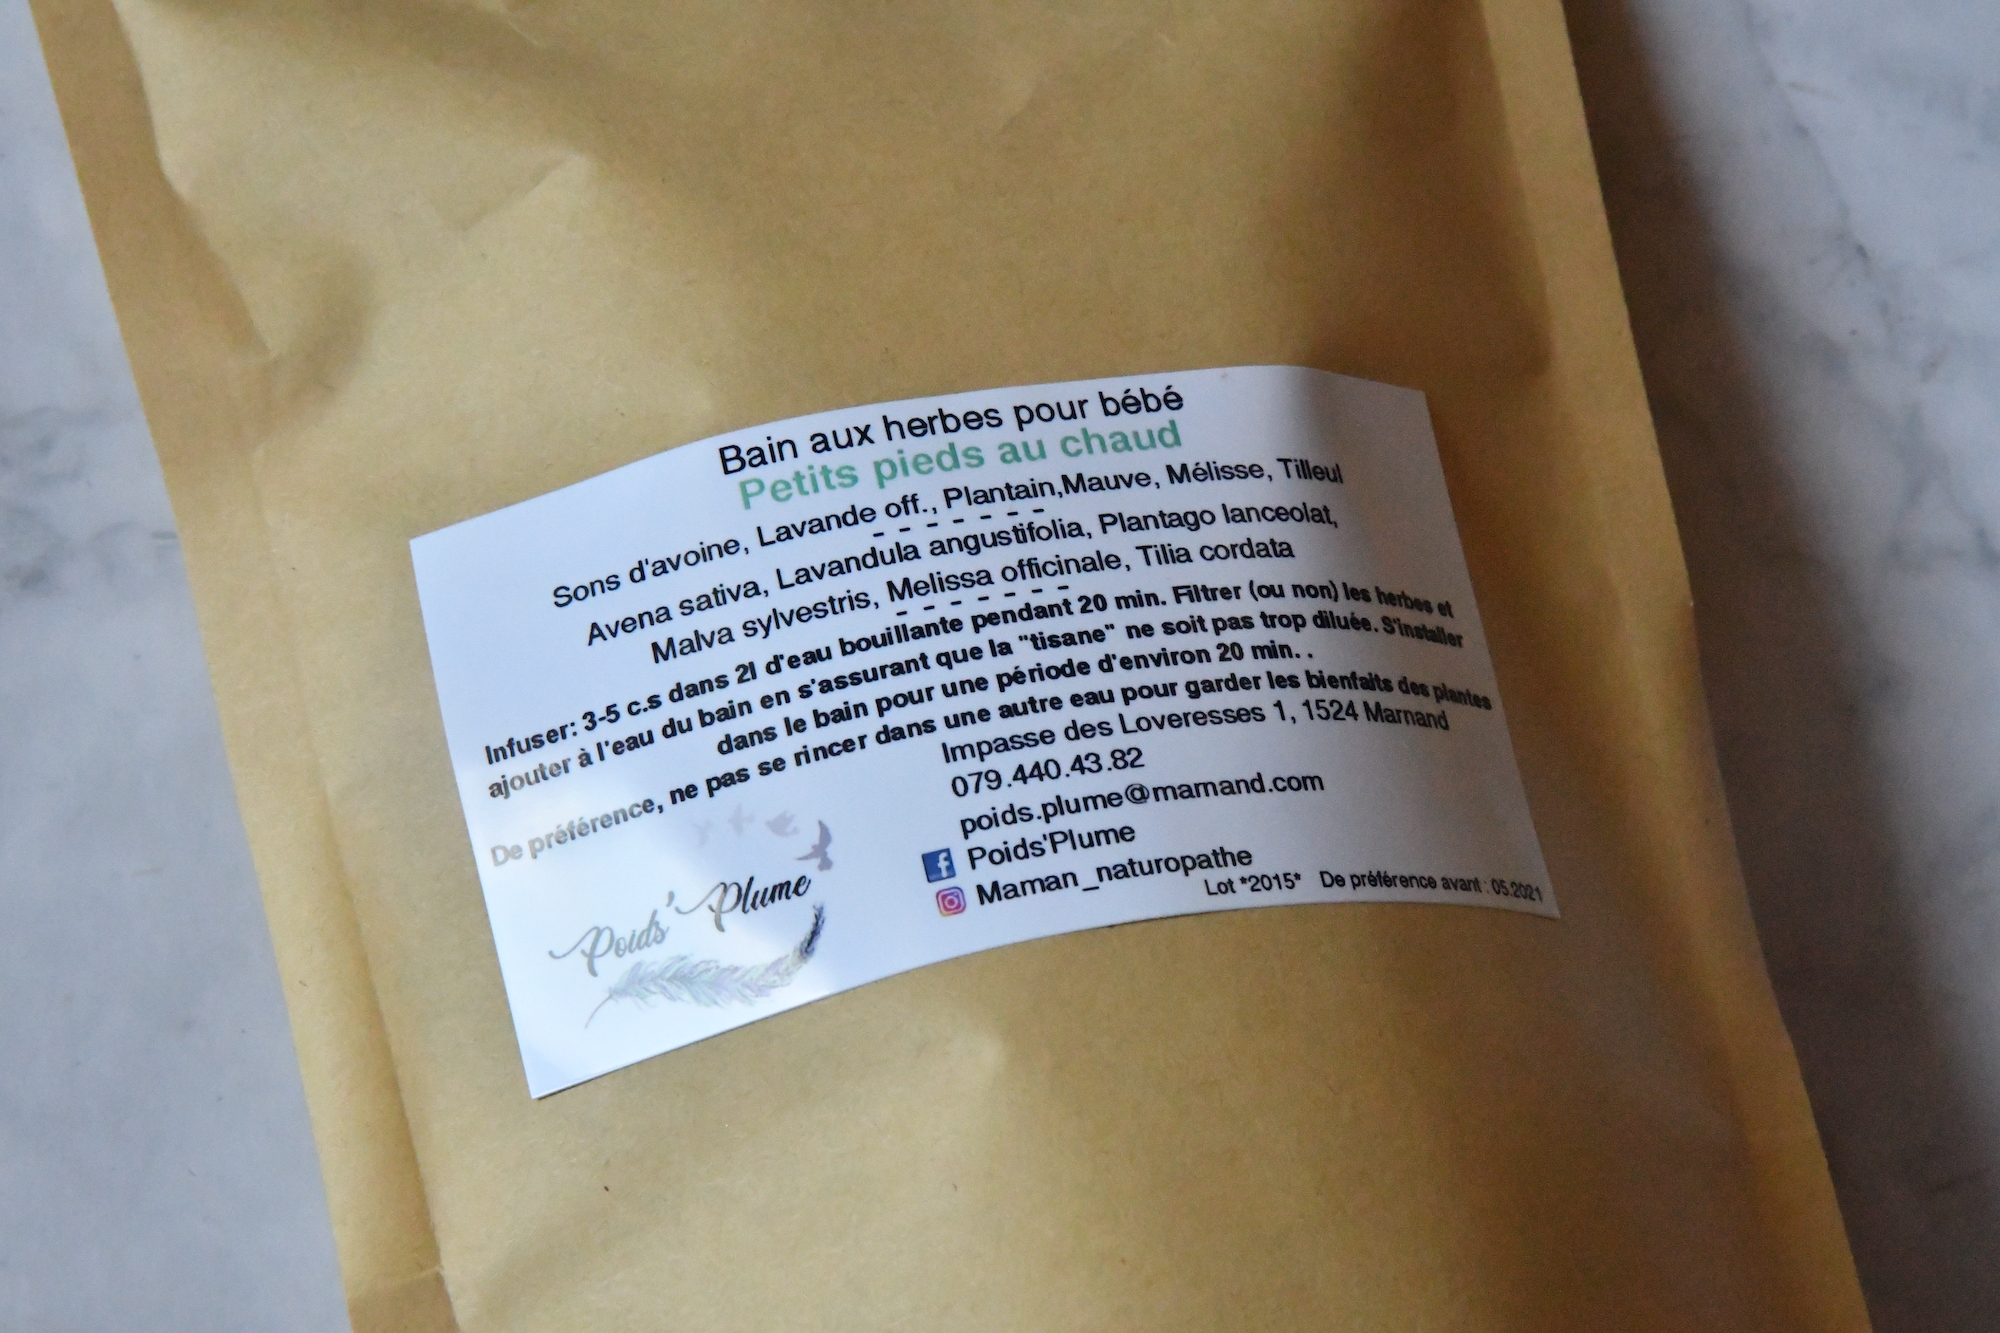 Bain aux herbes pour bébé
Petits pieds au chaud
Sons d'avoine, Lavande off., Plantain,Mauve, Mélisse, Tilleul
- - - - - -
Avena sativa, Lavandula angustifolia, Plantago lanceolat,
Malva sylvestris, Melissa officinale, Tilia cordata
- - - - - - -
Infuser: 3-5 c.s dans 2l d'eau bouillante pendant 20 min. Filtrer (ou non) les herbes et
ajouter à l'eau du bain en s'assurant que la "tisane" ne soit pas trop diluée. S'installer
dans le bain pour une période d'environ 20 min. .
De préférence, ne pas se rincer dans une autre eau pour garder les bienfaits des plantes
Impasse des Loveresses 1, 1524 Marnand
079.440.43.82
poids.plume@marnand.com
Poids'Plume
Maman_naturopathe
Lot *2015* De préférence avant : 05.2021
Poids'Plume